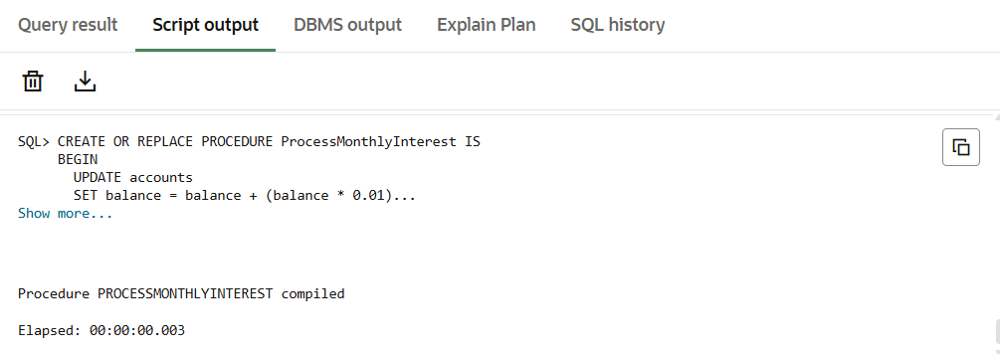 Query result Script output DBMS output Explain Plan SQL history
SQL> CREATE OR REPLACE PROCEDURE ProcessMonthlyInterest IS
BEGIN
UPDATE accounts
SET balance = balance + (balance * 0.01)...
Show more...
Procedure PROCESSMONTHLYINTEREST compiled
Elapsed: 00:00:00.003